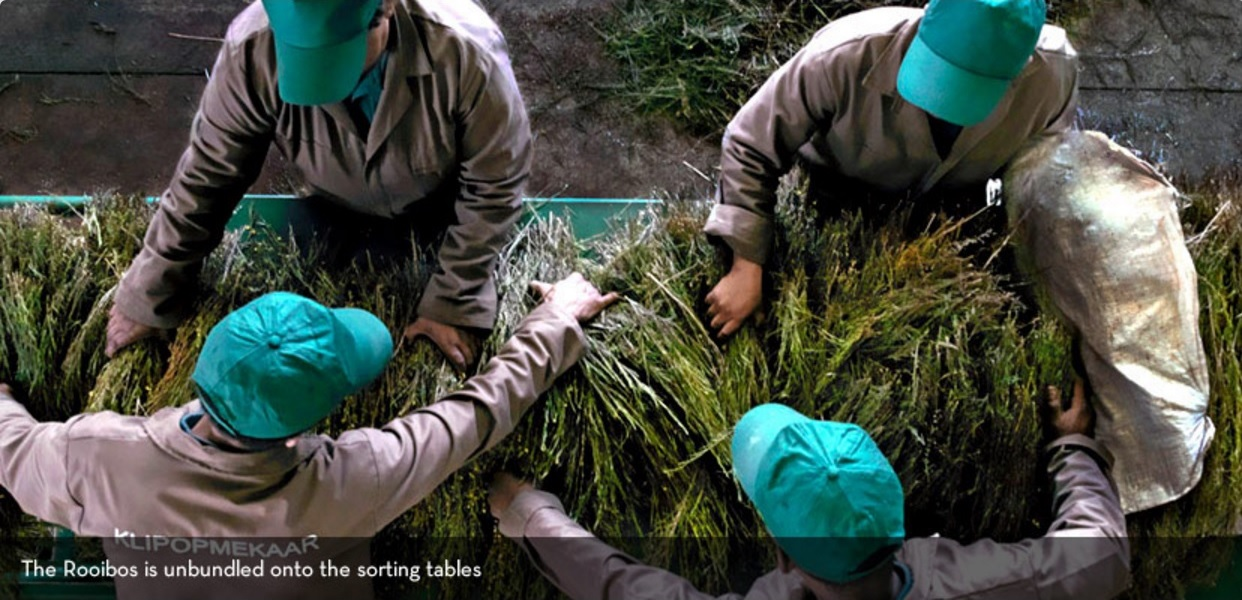 KLIPOPMEKAAR
The Rooibos is unbundled onto the sorting tables